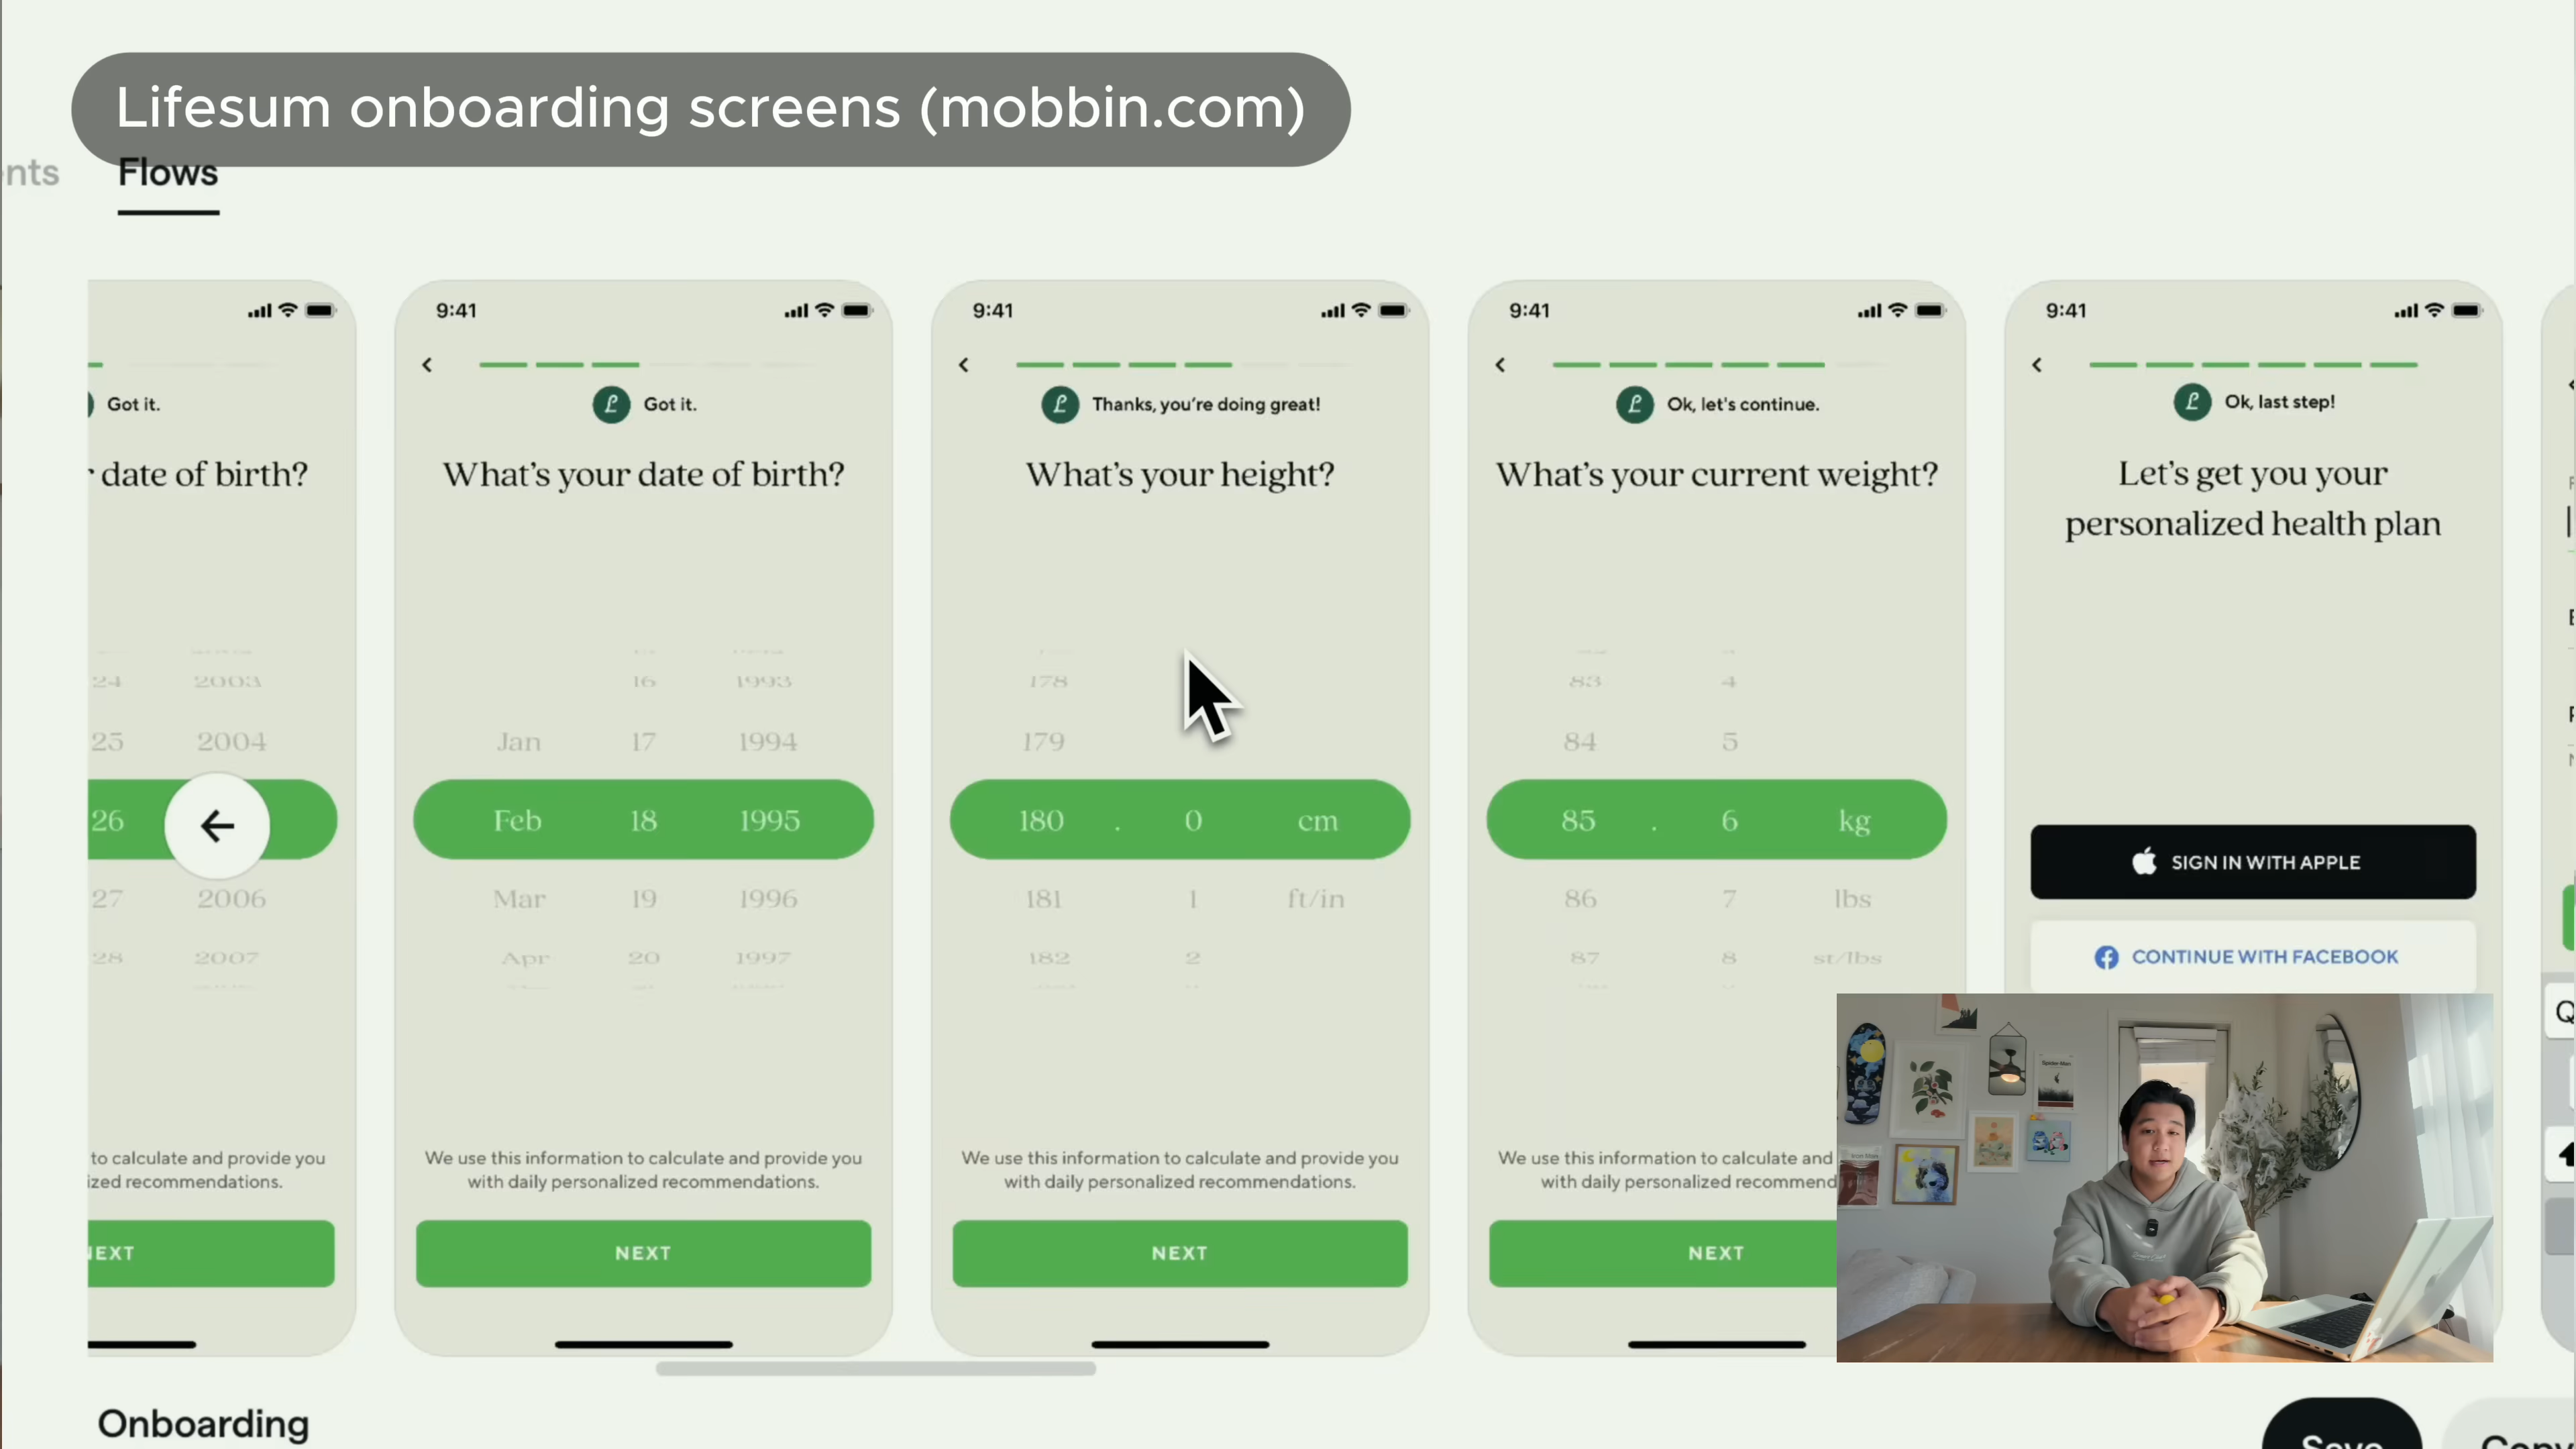 Lifesum onboarding screens (mobbin.com)
nts
Flows
Got it.
date of birth?
24 2003
25 2004
26
27 2006
28 2007
to calculate and provide you
ized recommendations.
NEXT
9:41
Got it.
What's your date of birth?
16 1993
Jan 17 1994
Feb 18 1995
Mar 19 1996
Apr 20 1997
We use this information to calculate and provide you
with daily personalized recommendations.
NEXT
9:41
Thanks, you're doing great!
What's your height?
178
179
180 . 0 cm
181 1 ft/in
182 2
We use this information to calculate and provide you
with daily personalized recommendations.
NEXT
9:41
Ok, let's continue.
What's your current weight?
83 4
84 5
85 . 6 kg
86 7 lbs
87 8 st/lbs
We use this information to calculate and
with daily personalized recommend
NEXT
9:41
Ok, last step!
Let's get you your
personalized health plan
SIGN IN WITH APPLE
CONTINUE WITH FACEBOOK
Q
Onboarding
Save